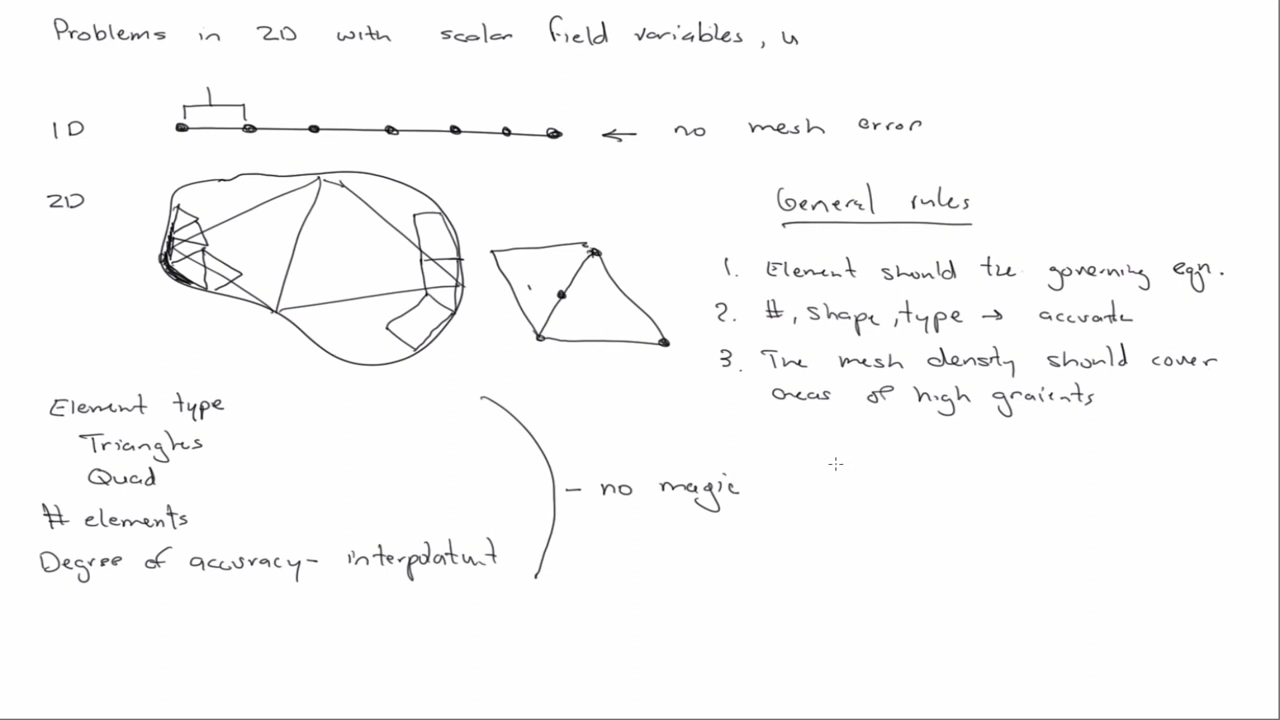 Problems in 2D with scalar field variables, u
1D
← no mesh error
2D
General rules
1. Element should the governing eqn.
2. #, shape, type → accurate
3. The mesh density should cover
areas of high graients
Element type
Triangles
Quad
# elements
Degree of accuracy -
- no magic